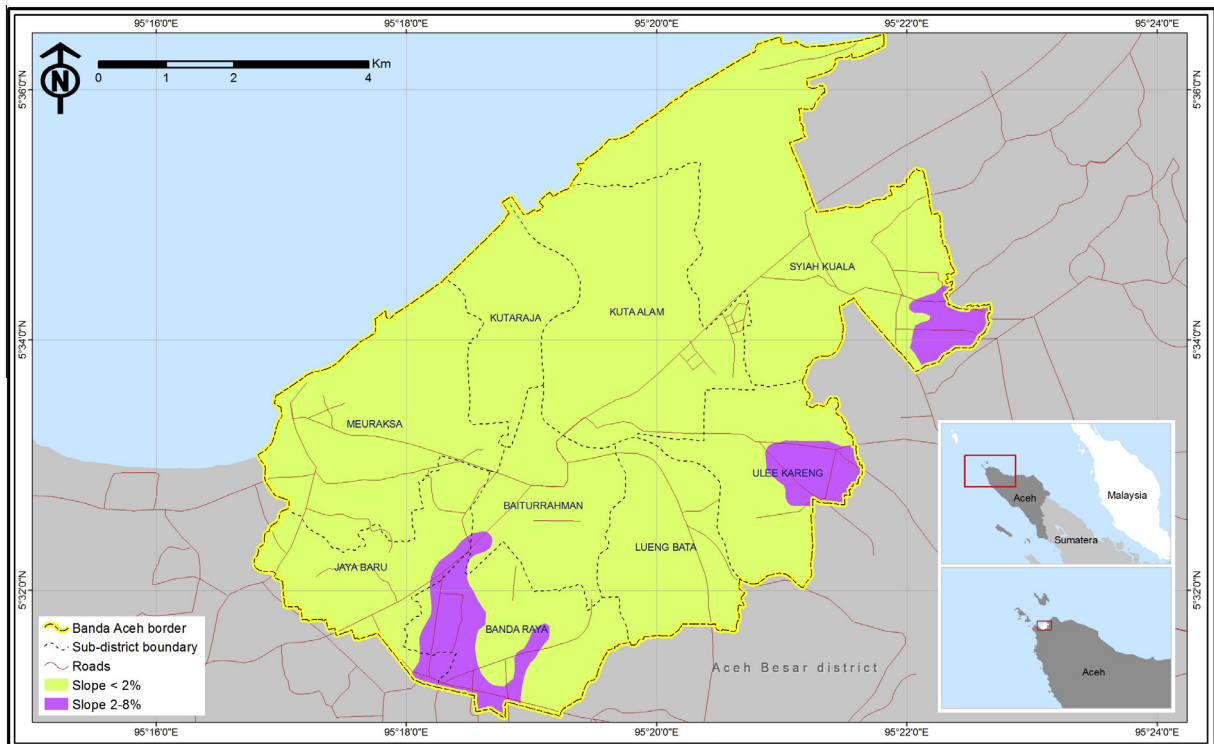 95°16'0"E
95°18'0"E
95°20'0"E
95°22'0"E
95°24'0"E
N
Km
0 1 2 4
5°36'0"N
5°36'0"N
SYIAH KUALA
KUTARAJA
KUTA ALAM
5°34'0"N
5°34'0"N
MEURAKSA
ULEE KARENG
BAITURRAHMAN
LUENG BATA
JAYA BARU
BANDA RAYA
5°32'0"N
5°32'0"N
Aceh Besar district
Banda Aceh border
Sub-district boundary
Roads
Slope < 2%
Slope 2-8%
Malaysia
Aceh
Sumatera
Aceh
95°16'0"E
95°18'0"E
95°20'0"E
95°22'0"E
95°24'0"E